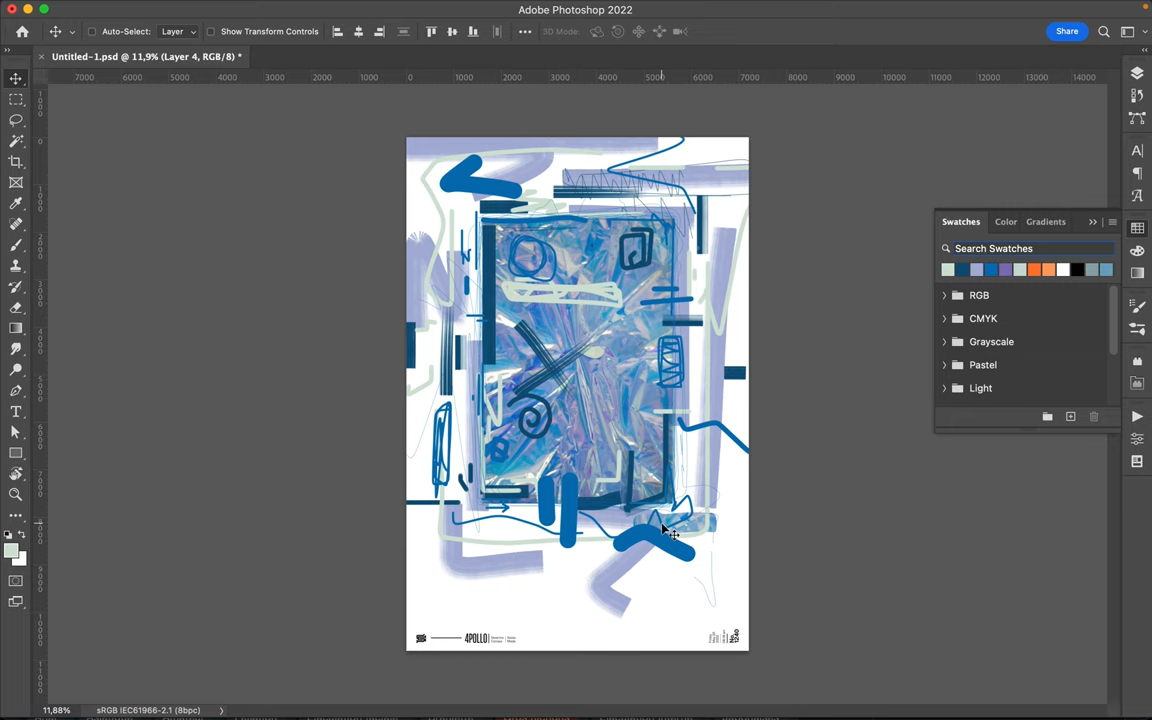 Adobe Photoshop 2022
Auto-Select: Layer Show Transform Controls 3D Mode: Share
Untitled-1.psd @ 11,9% (Layer 4, RGB/8) *
7000 6000 5000 4000 3000 2000 1000 0 1000 2000 3000 4000 5000 6000 7000 8000 9000 10000 11000 12000 13000 14000
Swatches Color Gradients
Search Swatches
RGB
CMYK
Grayscale
Pastel
Light
4POLLO
No. 1240
11,88% sRGB IEC61966-2.1 (8bpc)